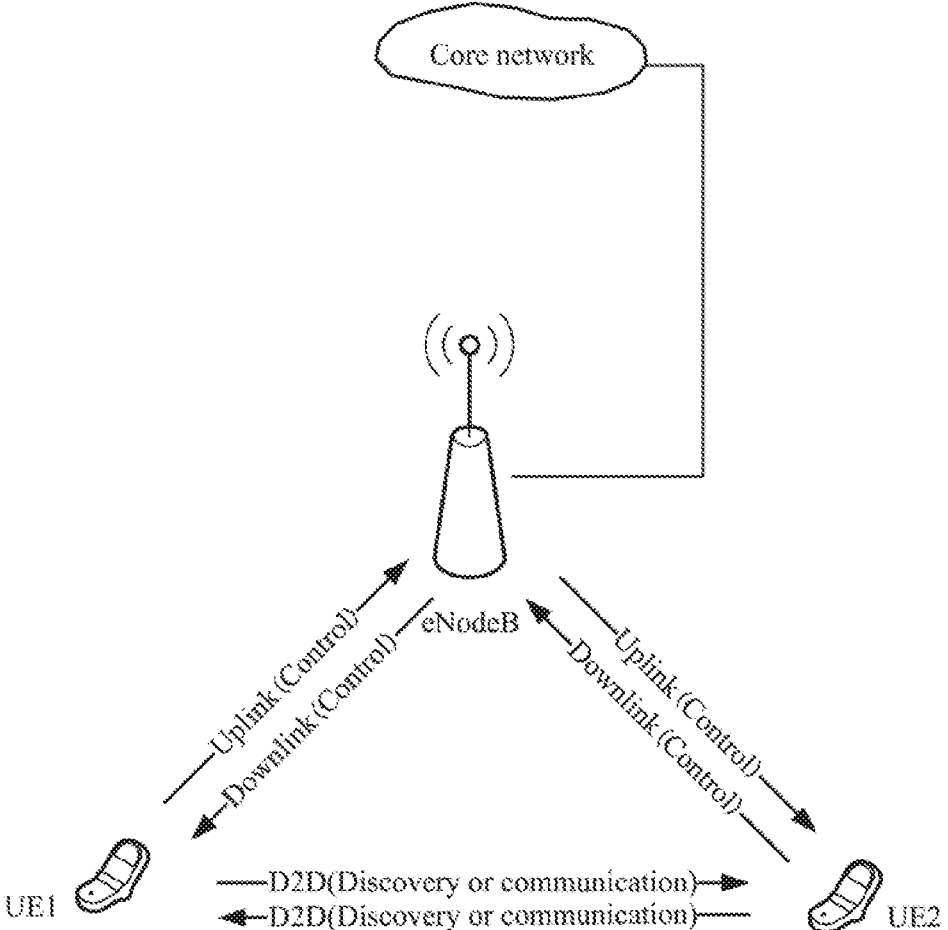 Core network
eNodeB
Uplink (Control)
Downlink (Control)
Uplink (Control)
Downlink (Control)
UE1
D2D(Discovery or communication)
D2D(Discovery or communication)
UE2